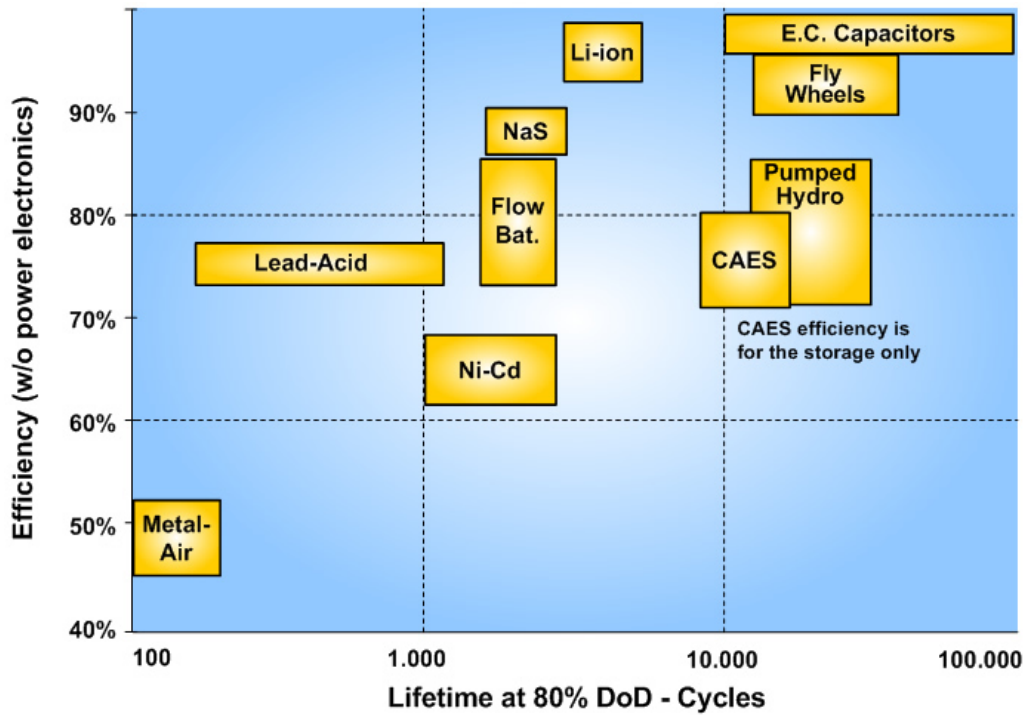 E.C. Capacitors
Li-ion
Fly
Wheels
90%
NaS
Pumped
Hydro
Flow
Bat.
80%
CAES
Lead-Acid
70%
CAES efficiency is
for the storage only
Ni-Cd
60%
50%
Metal-
Air
40%
Efficiency (w/o power electronics)
100
1.000
10.000
100.000
Lifetime at 80% DoD - Cycles